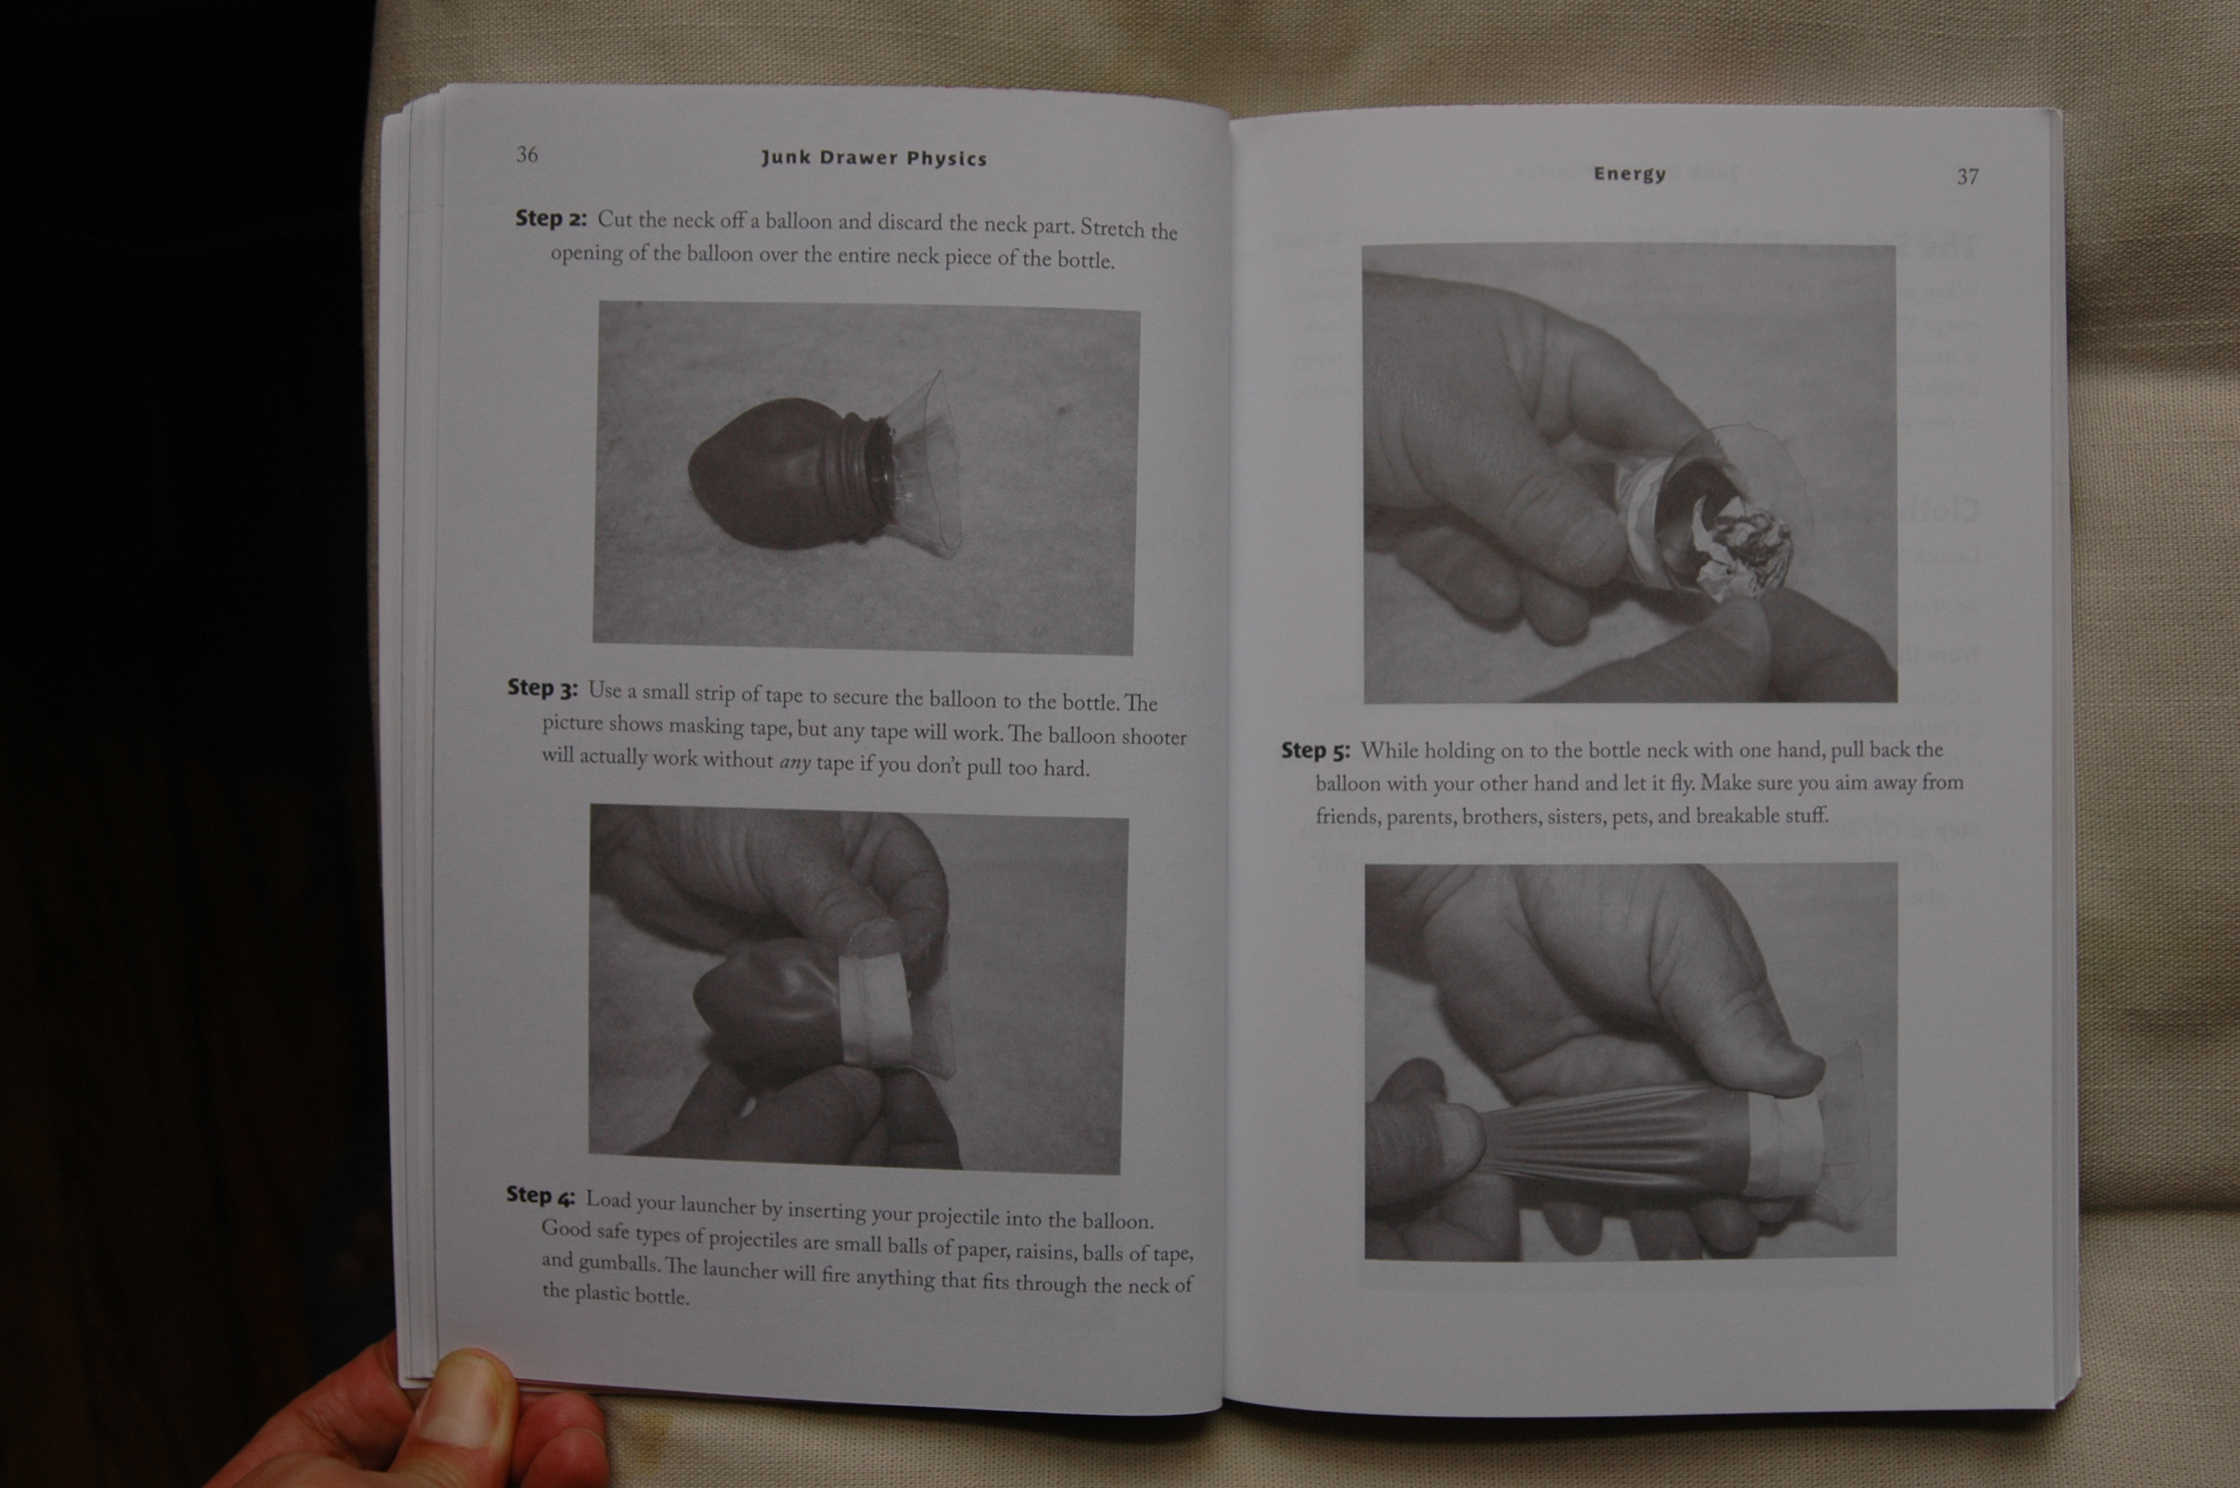 36
Junk Drawer Physics
Step 2: Cut the neck off a balloon and discard the neck part. Stretch the
opening of the balloon over the entire neck piece of the bottle.
Step 3: Use a small strip of tape to secure the balloon to the bottle. The
picture shows masking tape, but any tape will work. The balloon shooter
will actually work without any tape if you don't pull too hard.
Step 4: Load your launcher by inserting your projectile into the balloon.
Good safe types of projectiles are small balls of paper, raisins, balls of tape,
and gumballs. The launcher will fire anything that fits through the neck of
the plastic bottle.
Energy
37
Step 5: While holding on to the bottle neck with one hand, pull back the
balloon with your other hand and let it fly. Make sure you aim away from
friends, parents, brothers, sisters, pets, and breakable stuff.